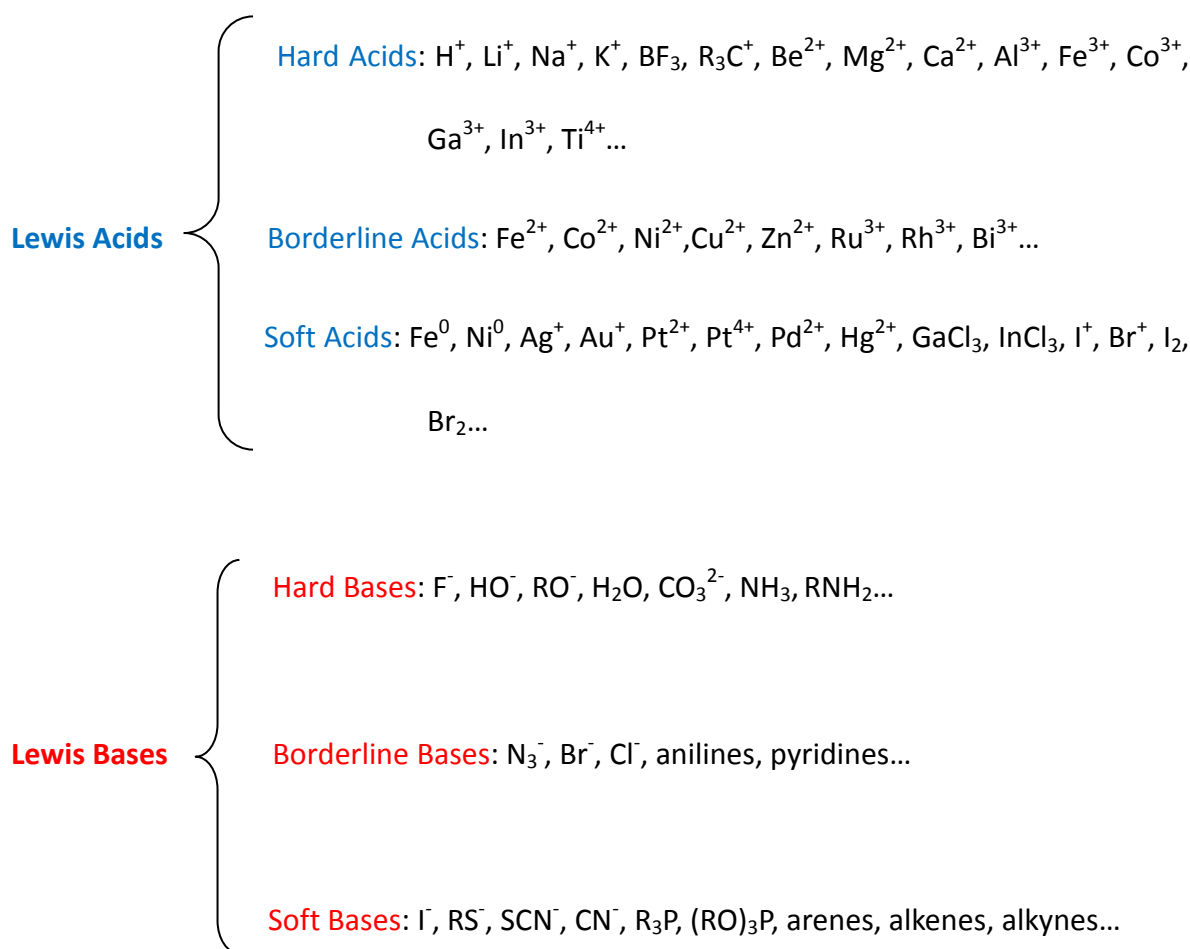 Hard Acids: H⁺, Li⁺, Na⁺, K⁺, BF₃, R₃C⁺, Be²⁺, Mg²⁺, Ca²⁺, Al³⁺, Fe³⁺, Co³⁺,
Ga³⁺, In³⁺, Ti⁴⁺...
Lewis Acids
Borderline Acids: Fe²⁺, Co²⁺, Ni²⁺,Cu²⁺, Zn²⁺, Ru³⁺, Rh³⁺, Bi³⁺...
Soft Acids: Fe⁰, Ni⁰, Ag⁺, Au⁺, Pt²⁺, Pt⁴⁺, Pd²⁺, Hg²⁺, GaCl₃, InCl₃, I⁺, Br⁺, I₂,
Br₂...
Hard Bases: F⁻, HO⁻, RO⁻, H₂O, CO₃²⁻, NH₃, RNH₂...
Lewis Bases
Borderline Bases: N₃⁻, Br⁻, Cl⁻, anilines, pyridines...
Soft Bases: I⁻, RS⁻, SCN⁻, CN⁻, R₃P, (RO)₃P, arenes, alkenes, alkynes...